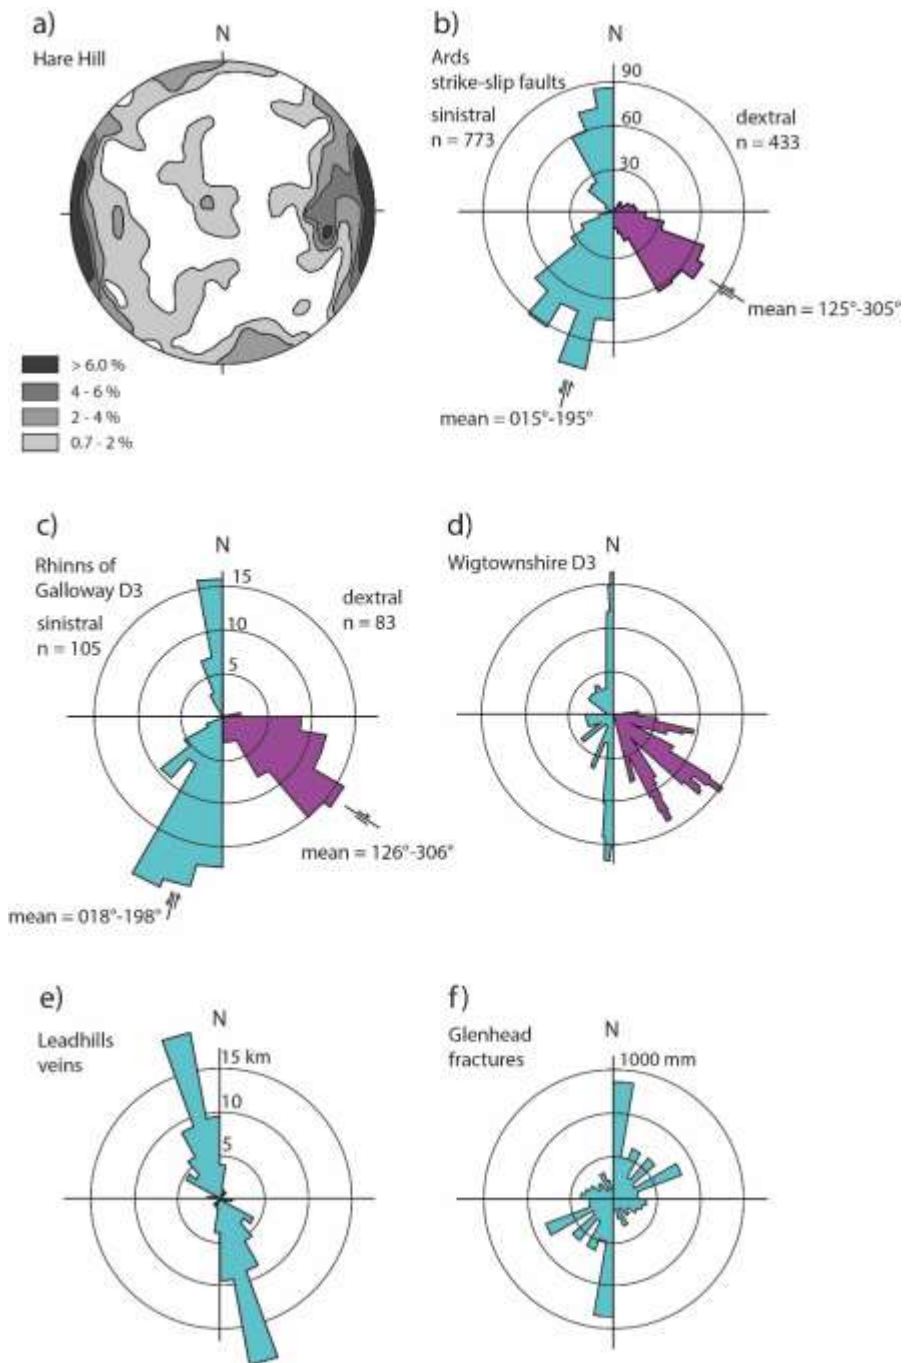 a)
N
Hare Hill
> 6.0 %
4 - 6 %
2 - 4 %
0.7 - 2 %
b)
N
Ards
strike-slip faults
sinistral
n = 773
90
60
30
dextral
n = 433
mean = 125°-305°
mean = 015°-195°
c)
N
Rhinns of
Galloway D3
sinistral
n = 105
15
10
5
dextral
n = 83
mean = 126°-306°
mean = 018°-198°
d)
N
Wigtownshire D3
e)
N
Leadhills
veins
15 km
10
5
f)
N
Glenhead
fractures
1000 mm